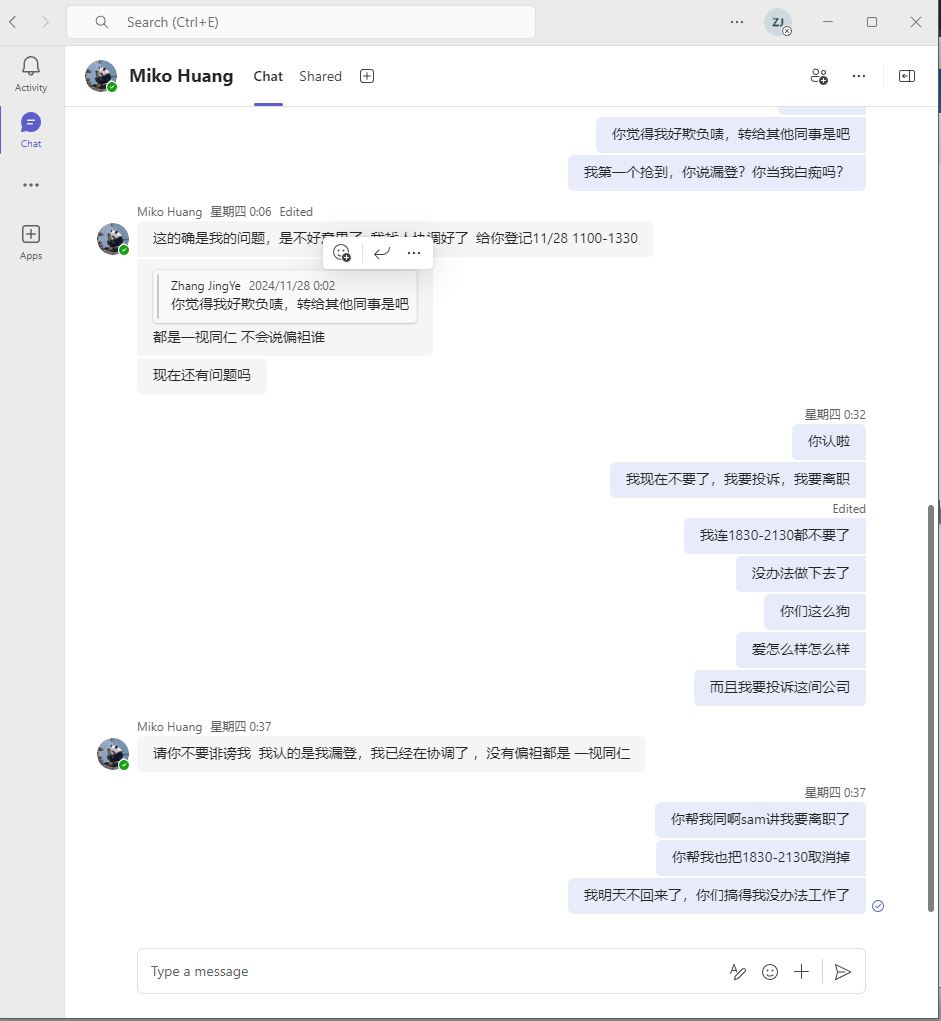 Search (Ctrl+E)
ZJ
Activity
Chat
Apps
Miko Huang Chat Shared
你觉得我好欺负啧，转给其他同事是吧
我第一个抢到，你说漏登？你当我白痴吗？
Miko Huang 星期四 0:06 Edited
这的确是我的问题，是不好意思了 我找人协调好了 给你登记11/28 1100-1330
Zhang JingYe 2024/11/28 0:02
你觉得我好欺负啧，转给其他同事是吧
都是一视同仁 不会说偏袒谁
现在还有问题吗
星期四 0:32
你认啦
我现在不要了，我要投诉，我要离职
Edited
我连1830-2130都不要了
没办法做下去了
你们这么狗
爱怎么样怎么样
而且我要投诉这间公司
Miko Huang 星期四 0:37
请你不要诽谤我 我认的是我漏登，我已经在协调了 ，没有偏袒都是 一视同仁
星期四 0:37
你帮我同啊sam讲我要离职了
你帮我也把1830-2130取消掉
我明天不回来了，你们搞得我没办法工作了
Type a message